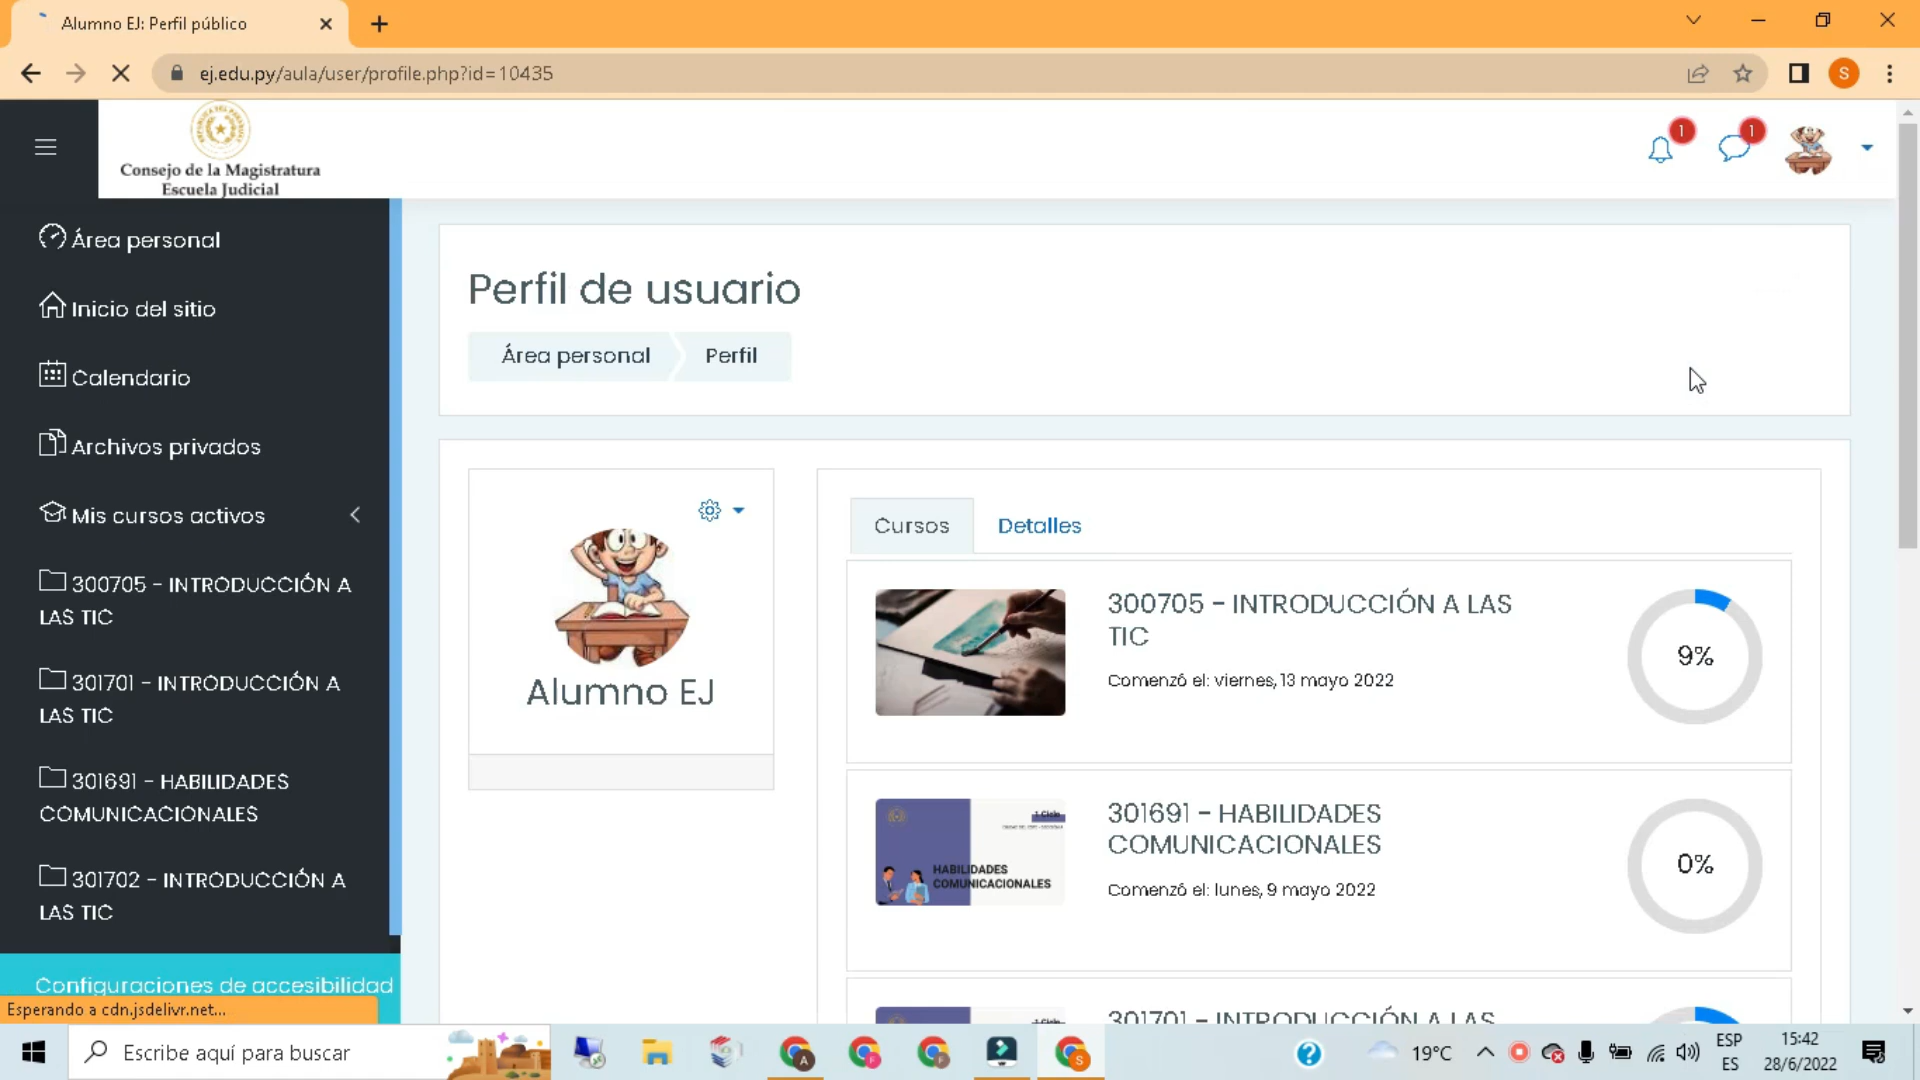 Alumno EJ: Perfil público
ej.edu.py/aula/user/profile.php?id=10435
S
Consejo de la Magistratura
Escuela Judicial
1
1
Área personal
Inicio del sitio
Calendario
Archivos privados
Mis cursos activos
300705 - INTRODUCCIÓN A
LAS TIC
301701 - INTRODUCCIÓN A
LAS TIC
301691 - HABILIDADES
COMUNICACIONALES
301702 - INTRODUCCIÓN A
LAS TIC
Configuraciones de accesibilidad
Esperando a cdn.jsdelivr.net...
Perfil de usuario
Área personal
Perfil
Alumno EJ
Cursos
Detalles
300705 - INTRODUCCIÓN A LAS
TIC
Comenzó el: viernes, 13 mayo 2022
9%
1 Ciclo
HABILIDADES
COMUNICACIONALES
301691 - HABILIDADES
COMUNICACIONALES
Comenzó el: lunes, 9 mayo 2022
0%
1 Ciclo
301701 - INTRODUCCIÓN A LAS
Escribe aquí para buscar
A
F
F
S
19°C
ESP
ES
15:42
28/6/2022